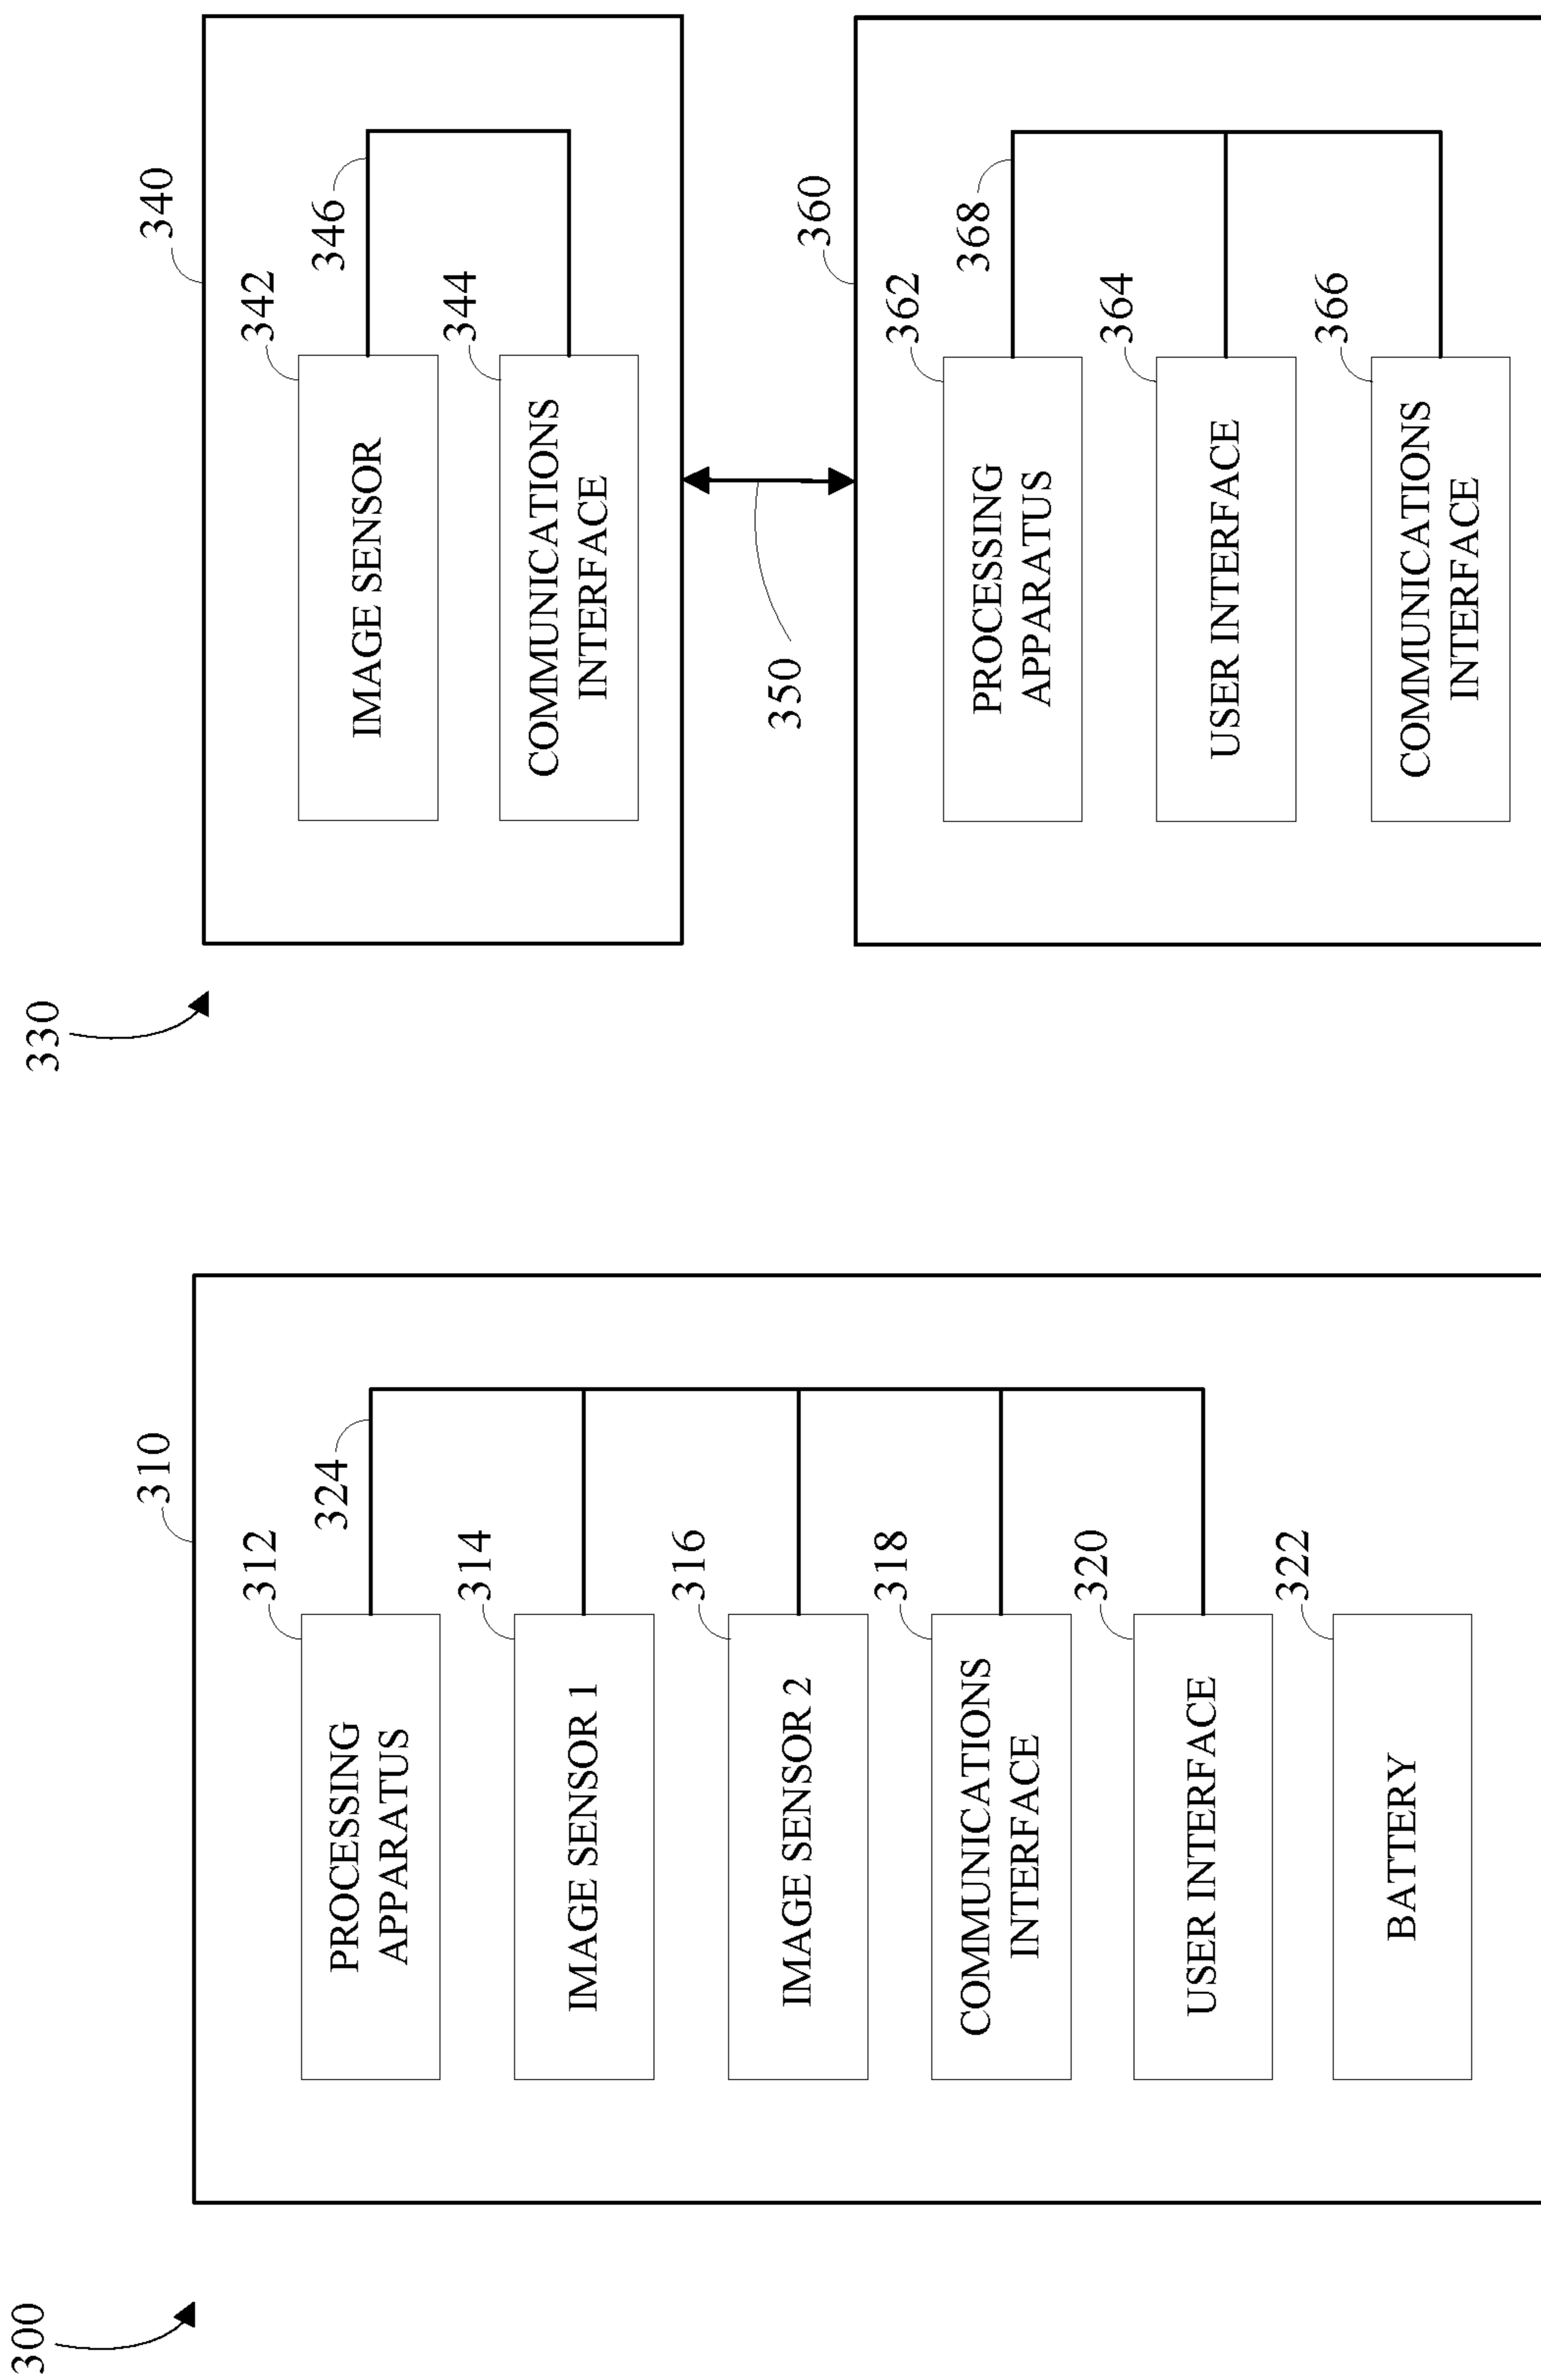 300
310
312
PROCESSING
APPARATUS
324
314
IMAGE SENSOR 1
316
IMAGE SENSOR 2
318
COMMUNICATIONS
INTERFACE
320
USER INTERFACE
322
BATTERY
330
340
342
IMAGE SENSOR
346
344
COMMUNICATIONS
INTERFACE
350
360
362
PROCESSING
APPARATUS
368
364
USER INTERFACE
366
COMMUNICATIONS
INTERFACE